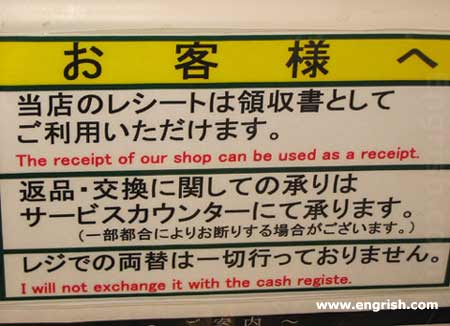 お客様へ
当店のレシートは領収書として
ご利用いただけます。
The receipt of our shop can be used as a receipt.
返品・交換に関しての承りは
サービスカウンターにて承ります。
(一部都合によりお断りする場合がございます。)
レジでの両替は一切行っておりません。
I will not exchange it with the cash registe.
www.engrish.com